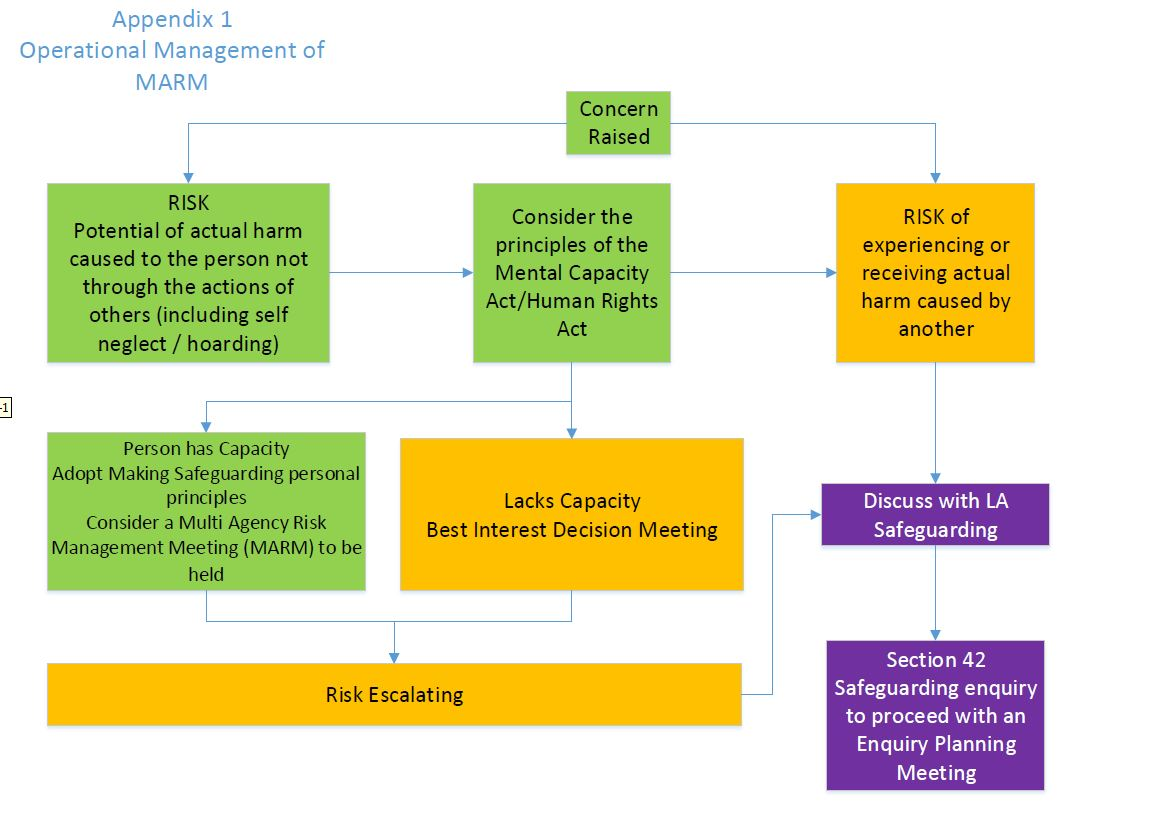 Appendix 1
Operational Management of
MARM
Concern
Raised
RISK
Potential of actual harm
caused to the person not
through the actions of
others (including self
neglect / hoarding)
Consider the
principles of the
Mental Capacity
Act/Human Rights
Act
RISK of
experiencing or
receiving actual
harm caused by
another
-1
Person has Capacity
Adopt Making Safeguarding personal
principles
Consider a Multi Agency Risk
Management Meeting (MARM) to be
held
Lacks Capacity
Best Interest Decision Meeting
Discuss with LA
Safeguarding
Risk Escalating
Section 42
Safeguarding enquiry
to proceed with an
Enquiry Planning
Meeting